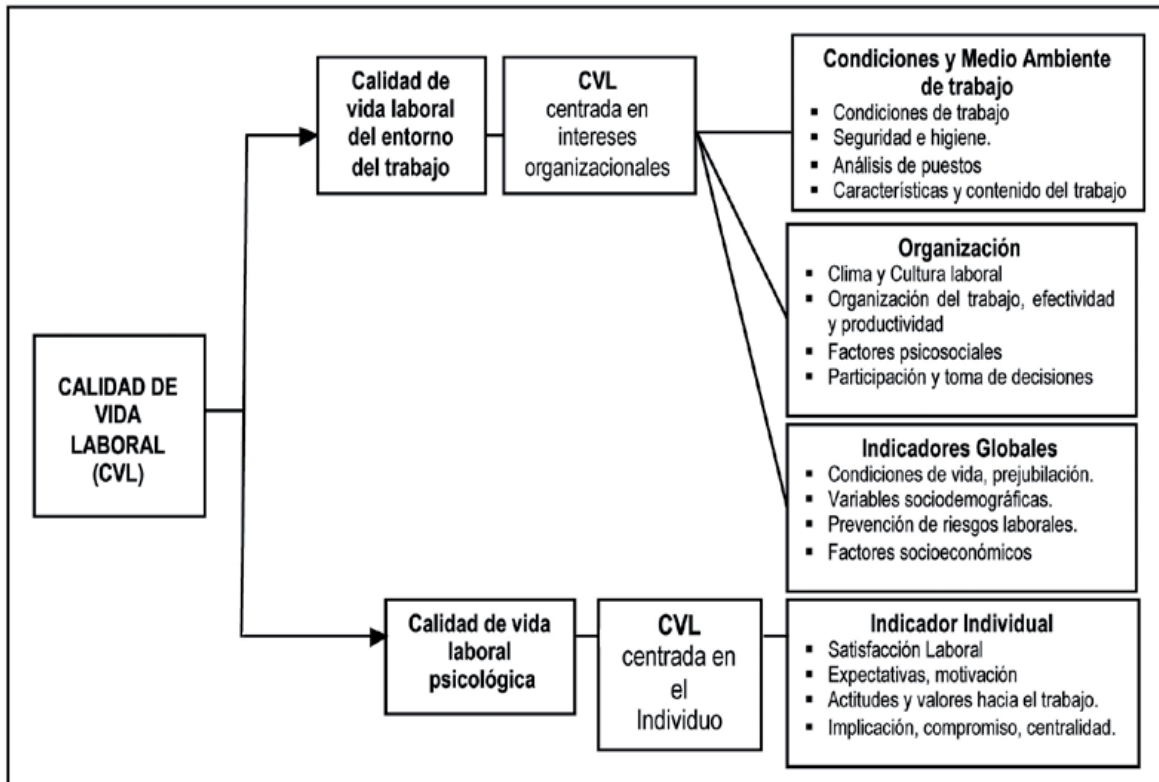 CALIDAD DE
VIDA
LABORAL
(CVL)
Calidad de
vida laboral
del entorno
del trabajo
CVL
centrada en
intereses
organizacionales
Condiciones y Medio Ambiente
de trabajo
▪ Condiciones de trabajo
▪ Seguridad e higiene.
▪ Análisis de puestos
▪ Características y contenido del trabajo
Organización
▪ Clima y Cultura laboral
▪ Organización del trabajo, efectividad
y productividad
▪ Factores psicosociales
▪ Participación y toma de decisiones
Indicadores Globales
▪ Condiciones de vida, prejubilación.
▪ Variables sociodemográficas.
▪ Prevención de riesgos laborales.
▪ Factores socioeconómicos
Calidad de vida
laboral
psicológica
CVL
centrada en
el
Individuo
Indicador Individual
▪ Satisfacción Laboral
▪ Expectativas, motivación
▪ Actitudes y valores hacia el trabajo.
▪ Implicación, compromiso, centralidad.